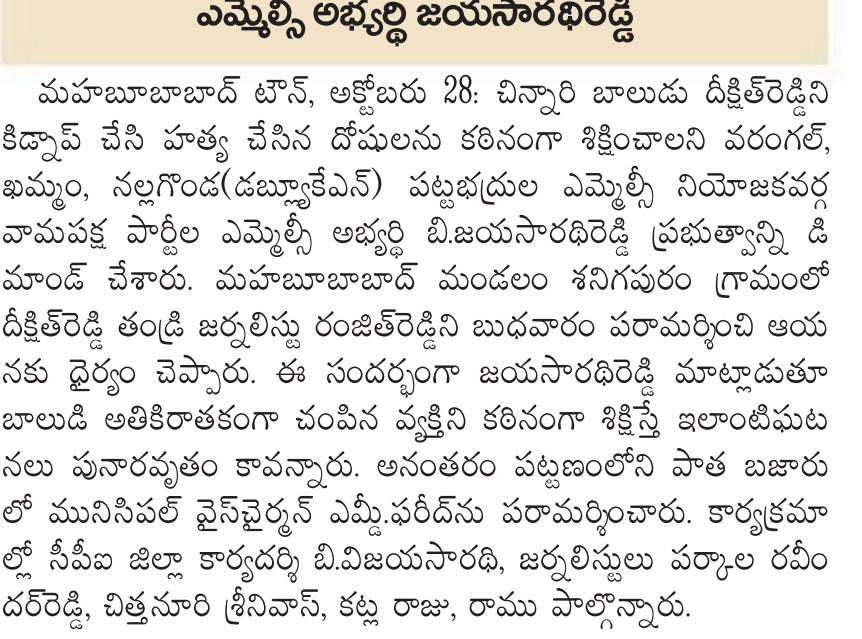 ఎమ్మెల్సీ అభ్యర్థి జయసారథిరెడ్డి
మహబూబాబాద్ టౌన్, అక్టోబరు 28: చిన్నారి బాలుడు దీక్షిత్‌రెడ్డిని
కిడ్నాప్ చేసి హత్య చేసిన దోషులను కఠినంగా శిక్షించాలని వరంగల్,
ఖమ్మం, నల్లగొండ(డబ్ల్యూకేఎన్) పట్టభద్రుల ఎమ్మెల్సీ నియోజకవర్గ
వామపక్ష పార్టీల ఎమ్మెల్సీ అభ్యర్థి బి.జయసారథిరెడ్డి ప్రభుత్వాన్ని డి
మాండ్ చేశారు. మహబూబాబాద్ మండలం శనిగపురం గ్రామంలో
దీక్షిత్‌రెడ్డి తండ్రి జర్నలిస్టు రంజిత్‌రెడ్డిని బుధవారం పరామర్శించి ఆయ
నకు ధైర్యం చెప్పారు. ఈ సందర్భంగా జయసారథిరెడ్డి మాట్లాడుతూ
బాలుడి అతికిరాతకంగా చంపిన వ్యక్తిని కఠినంగా శిక్షిస్తే ఇలాంటిఘట
నలు పునారవృతం కావన్నారు. అనంతరం పట్టణంలోని పాత బజారు
లో మునిసిపల్ వైస్‌చైర్మన్ ఎమ్డీ.ఫరీద్‌ను పరామర్శించారు. కార్యక్రమా
ల్లో సీపీఐ జిల్లా కార్యదర్శి బి.విజయసారథి, జర్నలిస్టులు పర్కాల రవీం
దర్‌రెడ్డి, చిత్తనూరి శ్రీనివాస్, కట్ల రాజు, రాము పాల్గొన్నారు.